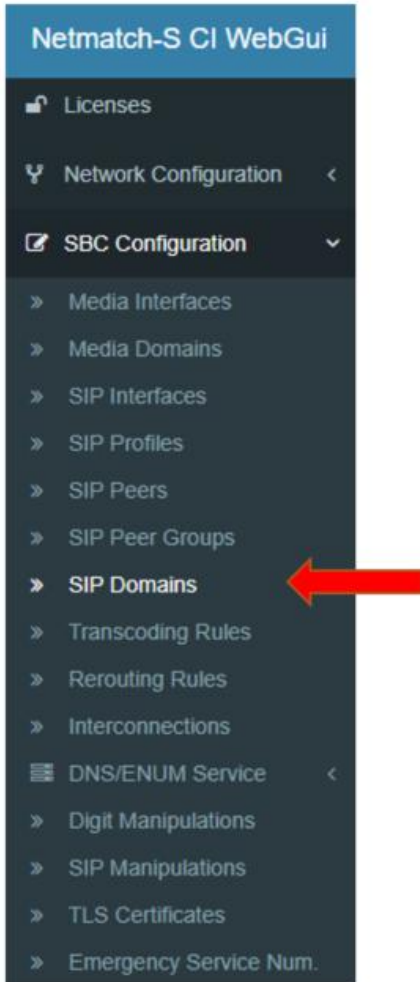 Netmatch-S CI WebGui
Licenses
Network Configuration
SBC Configuration
Media Interfaces
Media Domains
SIP Interfaces
SIP Profiles
SIP Peers
SIP Peer Groups
SIP Domains
Transcoding Rules
Rerouting Rules
Interconnections
DNS/ENUM Service
Digit Manipulations
SIP Manipulations
TLS Certificates
Emergency Service Num.